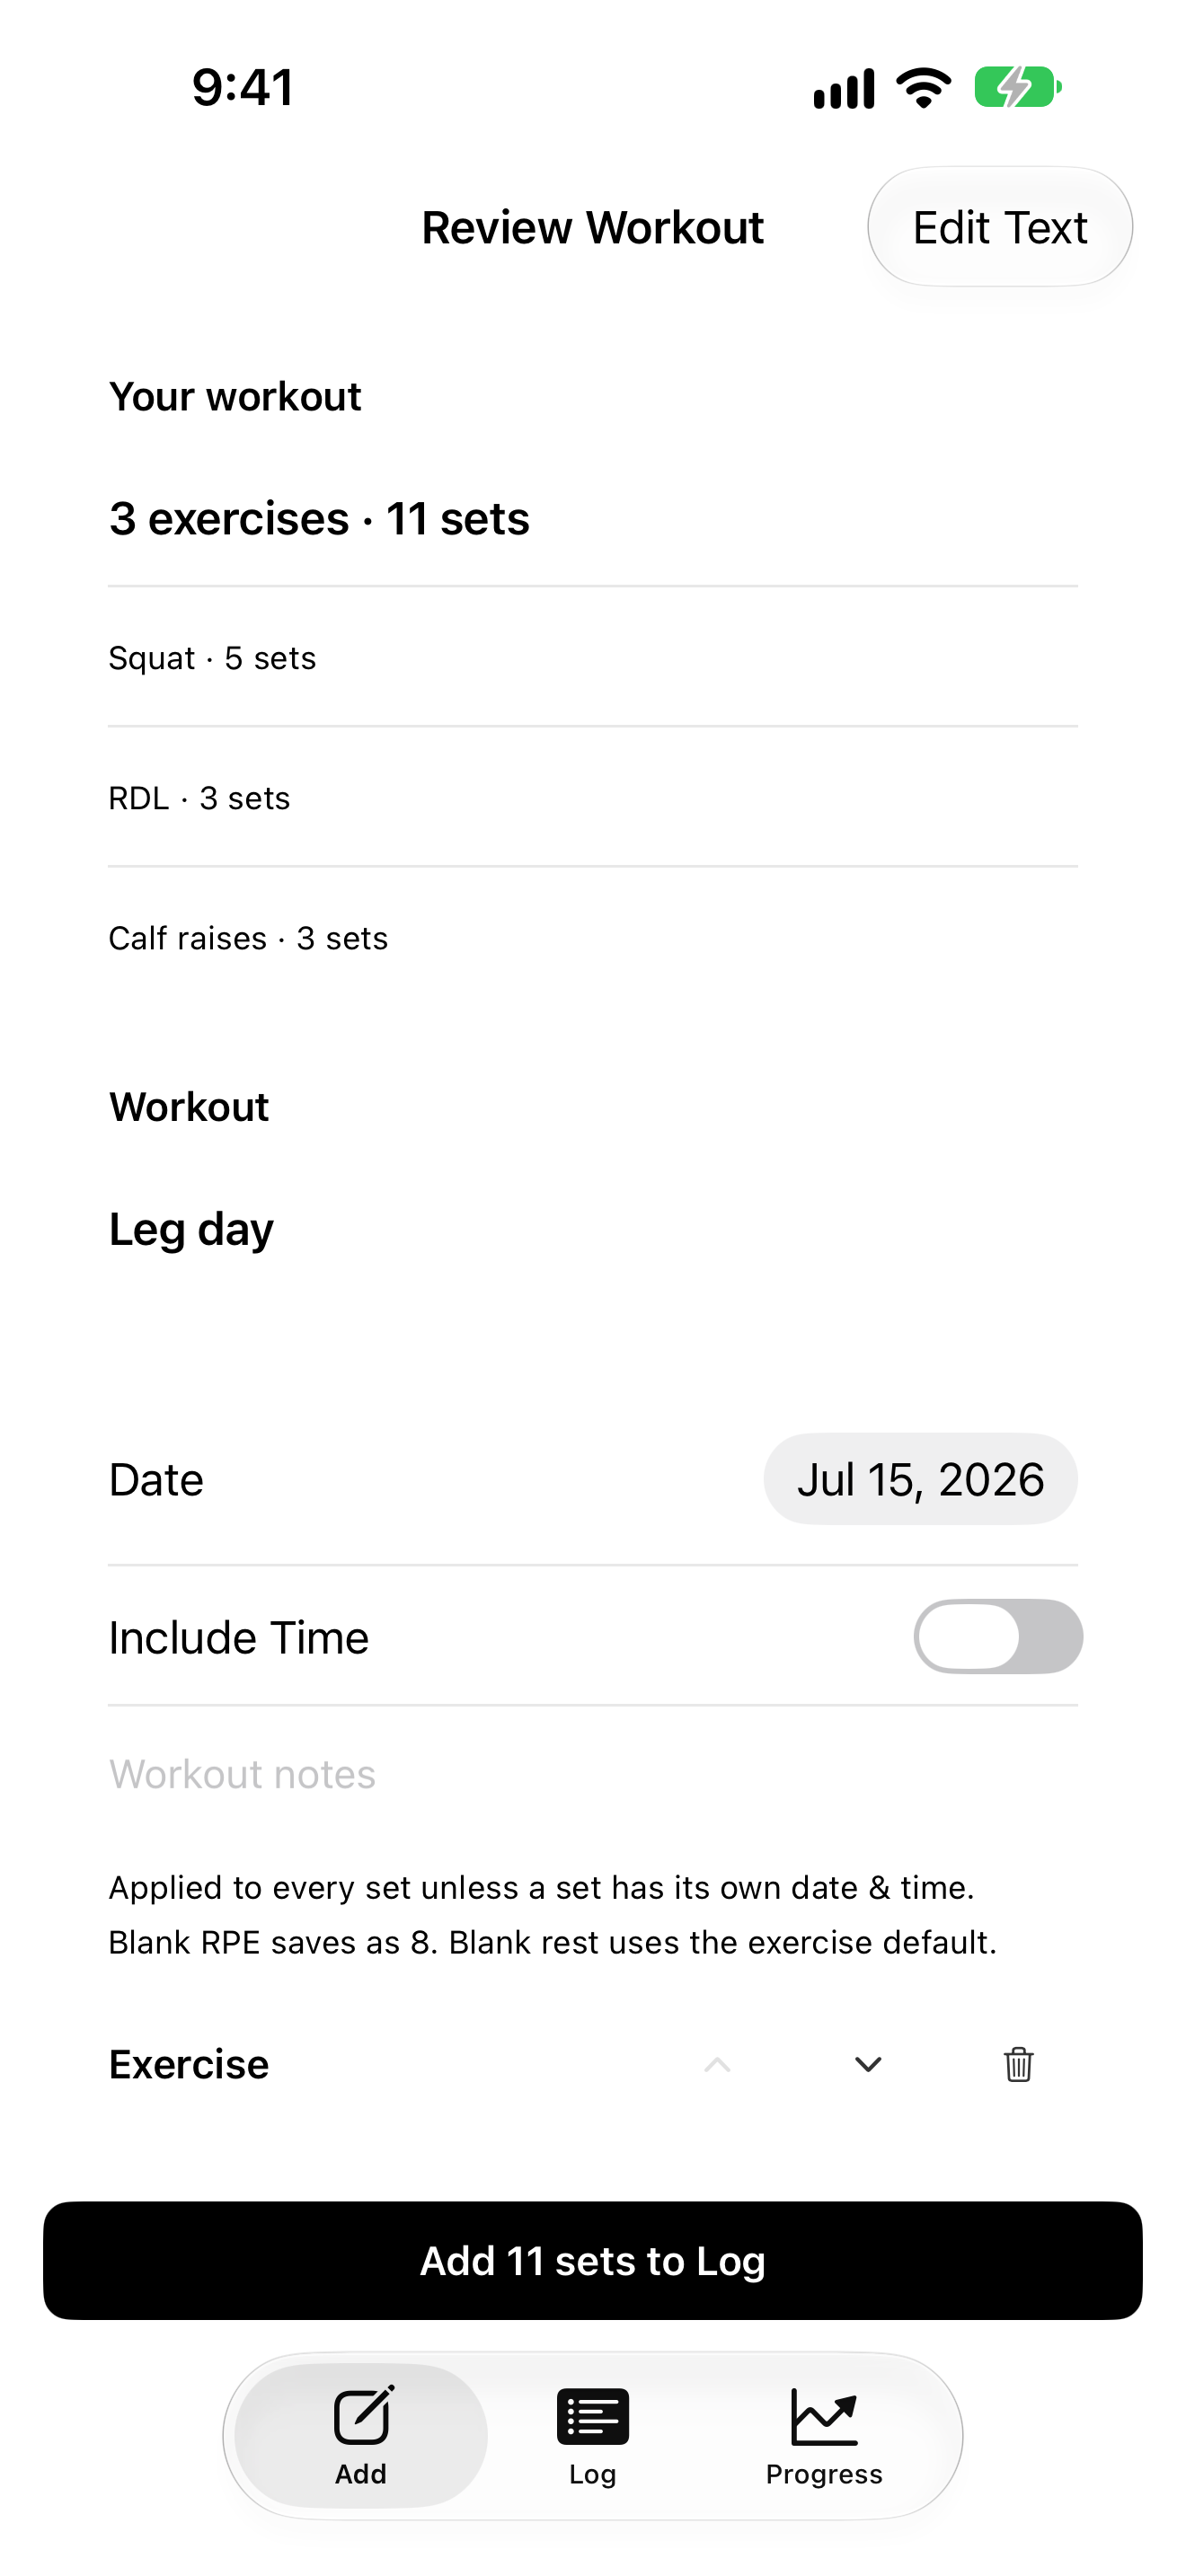 9:41
Review Workout
Edit Text
Your workout
3 exercises · 11 sets
Squat · 5 sets
RDL · 3 sets
Calf raises · 3 sets
Workout
Leg day
Date
Jul 15, 2026
Include Time
Workout notes
Applied to every set unless a set has its own date & time.
Blank RPE saves as 8. Blank rest uses the exercise default.
Exercise
Add 11 sets to Log
Add
Log
Progress